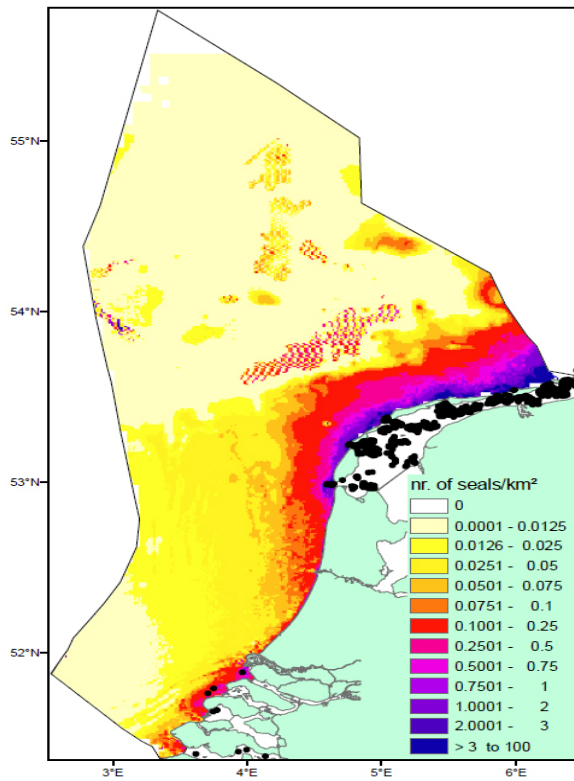 55°N
54°N
53°N
52°N
nr. of seals/km²
0
0.0001 - 0.0125
0.0126 - 0.025
0.0251 - 0.05
0.0501 - 0.075
0.0751 - 0.1
0.1001 - 0.25
0.2501 - 0.5
0.5001 - 0.75
0.7501 - 1
1.0001 - 2
2.0001 - 3
> 3 to 100
3°E
4°E
5°E
6°E